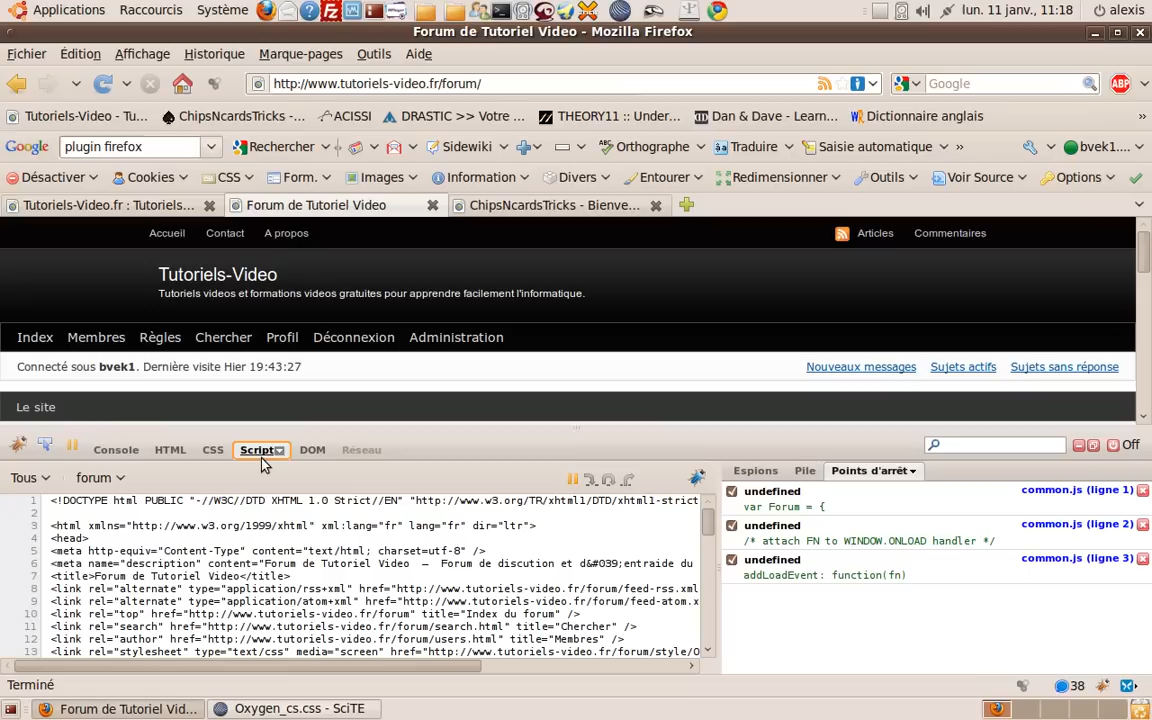 Applications Raccourcis Système lun. 11 janv., 11:18 alexis
Forum de Tutoriel Video - Mozilla Firefox
Fichier Édition Affichage Historique Marque-pages Outils Aide
http://www.tutoriels-video.fr/forum/ Google ABP
Tutoriels-Video - Tu... ChipsNcardsTricks -... ACISSI DRASTIC >> Votre ... THEORY11 :: Under... Dan & Dave - Learn... Dictionnaire anglais »
Google plugin firefox Rechercher Sidewiki Orthographe Traduire Saisie automatique » bvek1....
Désactiver Cookies CSS Form. Images Information Divers Entourer Redimensionner Outils Voir Source Options
Tutoriels-Video.fr : Tutoriels... Forum de Tutoriel Video ChipsNcardsTricks - Bienve...
Accueil Contact A propos Articles Commentaires
Tutoriels-Video
Tutoriels videos et formations videos gratuites pour apprendre facilement l'informatique.
Index Membres Règles Chercher Profil Déconnexion Administration
Connecté sous bvek1. Dernière visite Hier 19:43:27 Nouveaux messages Sujets actifs Sujets sans réponse
Le site
Console HTML CSS Script DOM Réseau Off
Tous forum Espions Pile Points d'arrêt
1 <!DOCTYPE html PUBLIC "-//W3C//DTD XHTML 1.0 Strict//EN" "http://www.w3.org/TR/xhtml1/DTD/xhtml1-strict
2
3 <html xmlns="http://www.w3.org/1999/xhtml" xml:lang="fr" lang="fr" dir="ltr">
4 <head>
5 <meta http-equiv="Content-Type" content="text/html; charset=utf-8" />
6 <meta name="description" content="Forum de Tutoriel Video  —  Forum de discution et d&#039;entraide du
7 <title>Forum de Tutoriel Video</title>
8 <link rel="alternate" type="application/rss+xml" href="http://www.tutoriels-video.fr/forum/feed-rss.xml
9 <link rel="alternate" type="application/atom+xml" href="http://www.tutoriels-video.fr/forum/feed-atom.x
10 <link rel="top" href="http://www.tutoriels-video.fr/forum" title="Index du forum" />
11 <link rel="search" href="http://www.tutoriels-video.fr/forum/search.html" title="Chercher" />
12 <link rel="author" href="http://www.tutoriels-video.fr/forum/users.html" title="Membres" />
13 <link rel="stylesheet" type="text/css" media="screen" href="http://www.tutoriels-video.fr/forum/style/O
undefined common.js (ligne 1)
var Forum = {
undefined common.js (ligne 2)
/* attach FN to WINDOW.ONLOAD handler */
undefined common.js (ligne 3)
addLoadEvent: function(fn)
Terminé 38
Forum de Tutoriel Vid... Oxygen_cs.css - SciTE